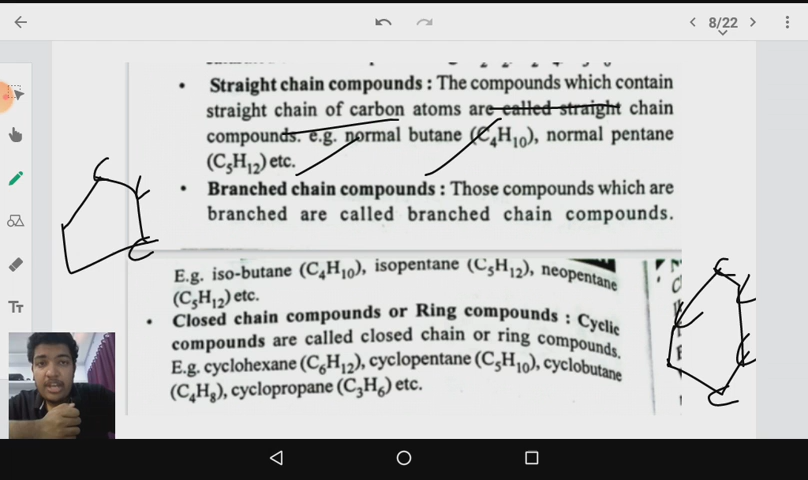 8/22
• Straight chain compounds : The compounds which contain
straight chain of carbon atoms are called straight chain
compounds. e.g. normal butane (C₄H₁₀), normal pentane
(C₅H₁₂) etc.
• Branched chain compounds : Those compounds which are
branched are called branched chain compounds.
E.g. iso-butane (C₄H₁₀), isopentane (C₅H₁₂), neopentane
(C₅H₁₂) etc.
• Closed chain compounds or Ring compounds : Cyclic
compounds are called closed chain or ring compounds.
E.g. cyclohexane (C₆H₁₂), cyclopentane (C₅H₁₀), cyclobutane
(C₄H₈), cyclopropane (C₃H₆) etc.
Tт